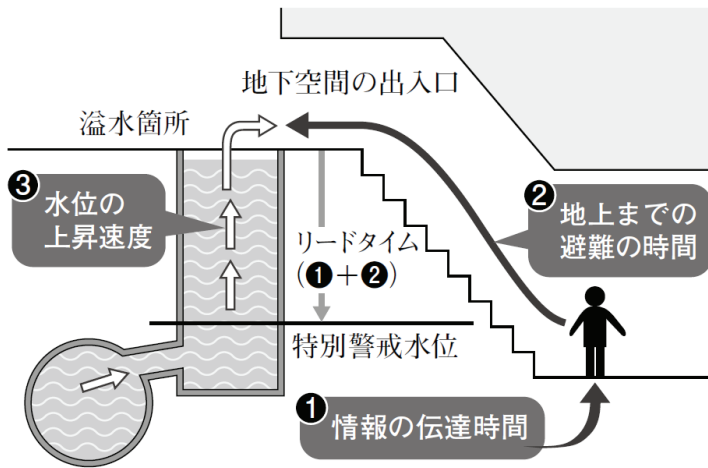 地下空間の出入口
溢水箇所
❸
水位の
上昇速度
❷
地上までの
避難の時間
リードタイム
(❶+❷)
特別警戒水位
❶
情報の伝達時間